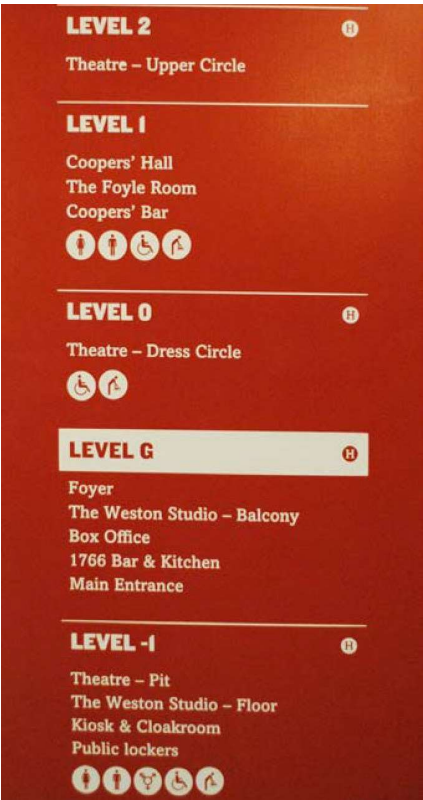 LEVEL 2 H
Theatre – Upper Circle
LEVEL 1
Coopers' Hall
The Foyle Room
Coopers' Bar
LEVEL 0 H
Theatre – Dress Circle
LEVEL G H
Foyer
The Weston Studio – Balcony
Box Office
1766 Bar & Kitchen
Main Entrance
LEVEL -1 H
Theatre – Pit
The Weston Studio – Floor
Kiosk & Cloakroom
Public lockers